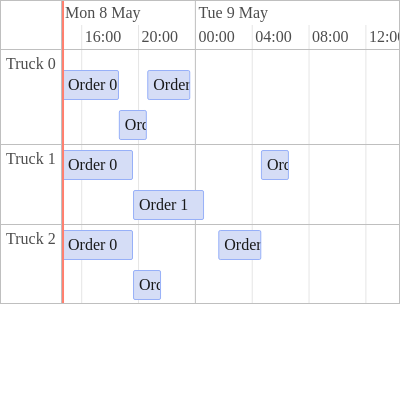 Mon 8 May Tue 9 May
16:00 20:00 00:00 04:00 08:00 12:00
Truck 0
Order 0 Order
Truck 1
Order 0
Order 1
Truck 2
Order 0 Order